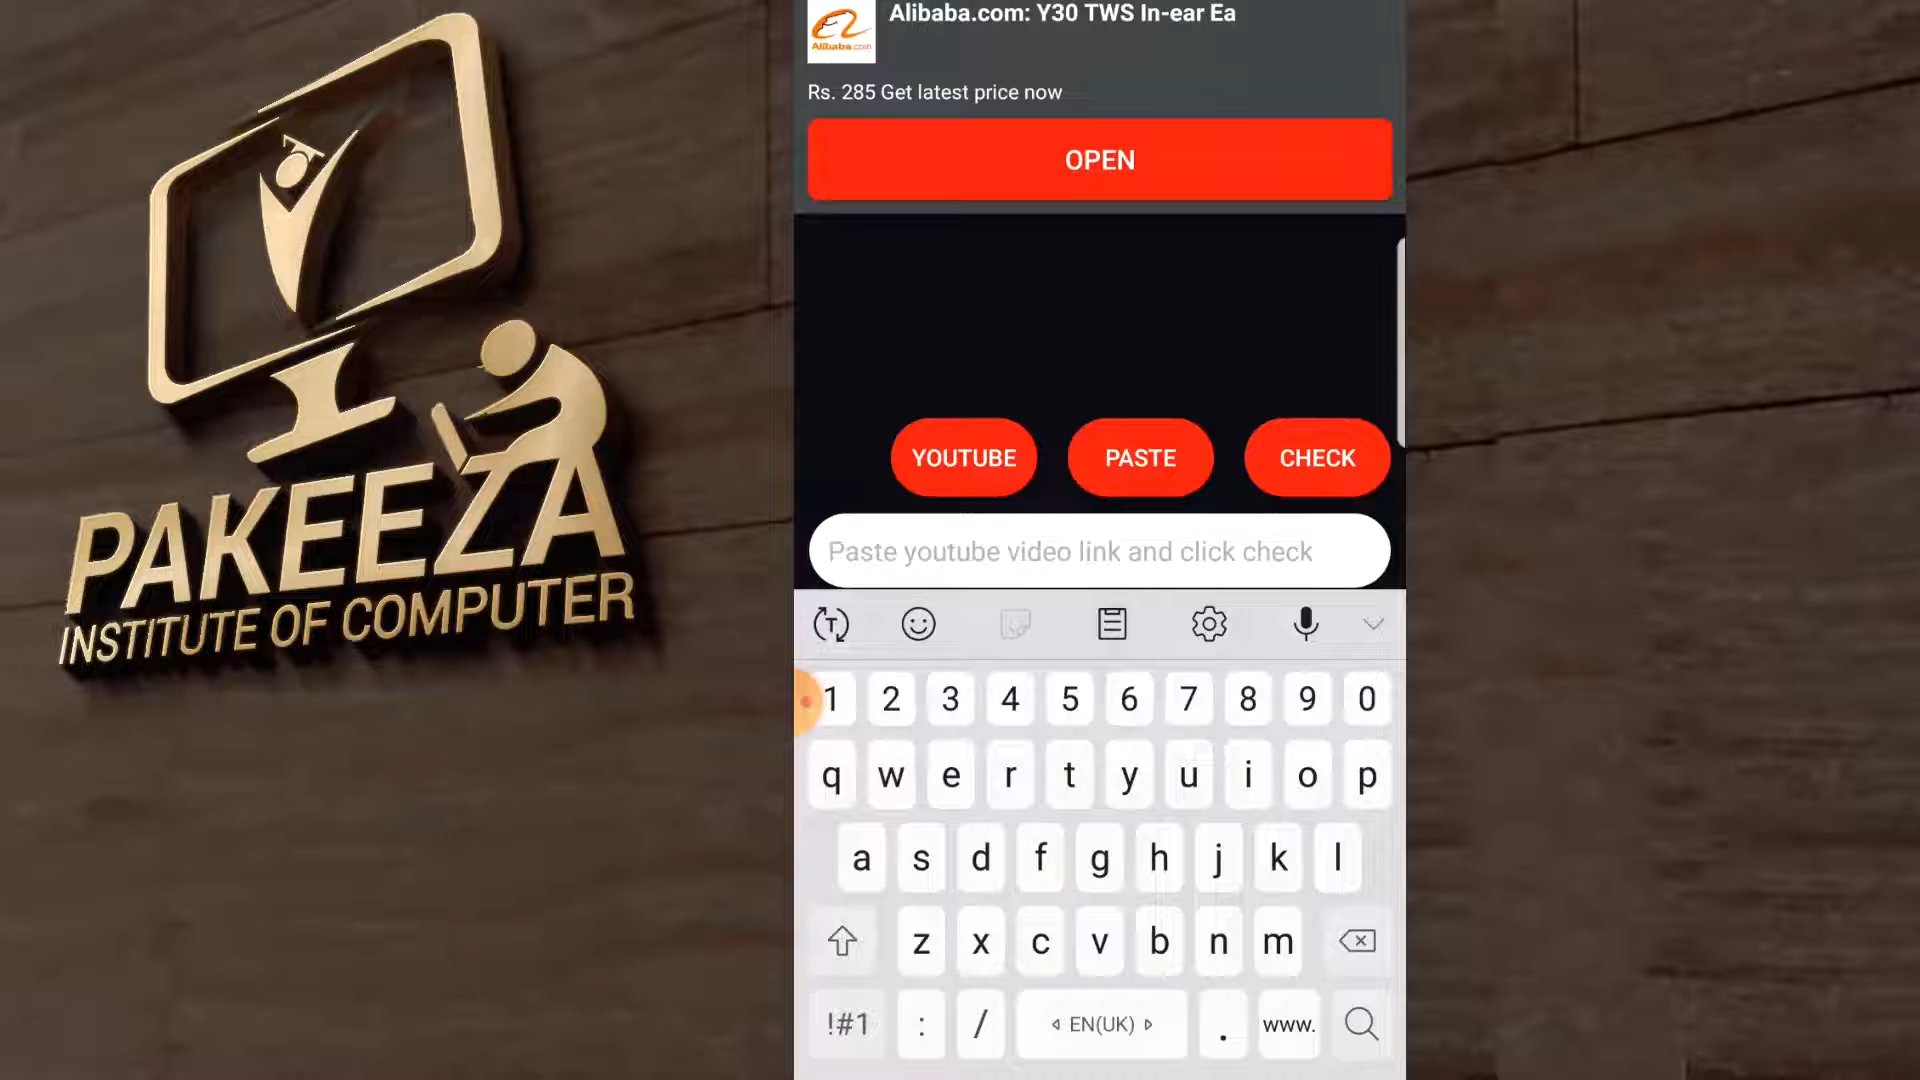 PAKEEZA
INSTITUTE OF COMPUTER
Alibaba.com
Alibaba.com: Y30 TWS In-ear Ea
Rs. 285 Get latest price now
OPEN
YOUTUBE PASTE CHECK
Paste youtube video link and click check
T
1 2 3 4 5 6 7 8 9 0
q w e r t y u i o p
a s d f g h j k l
z x c v b n m
!#1 : / EN(UK) . www.